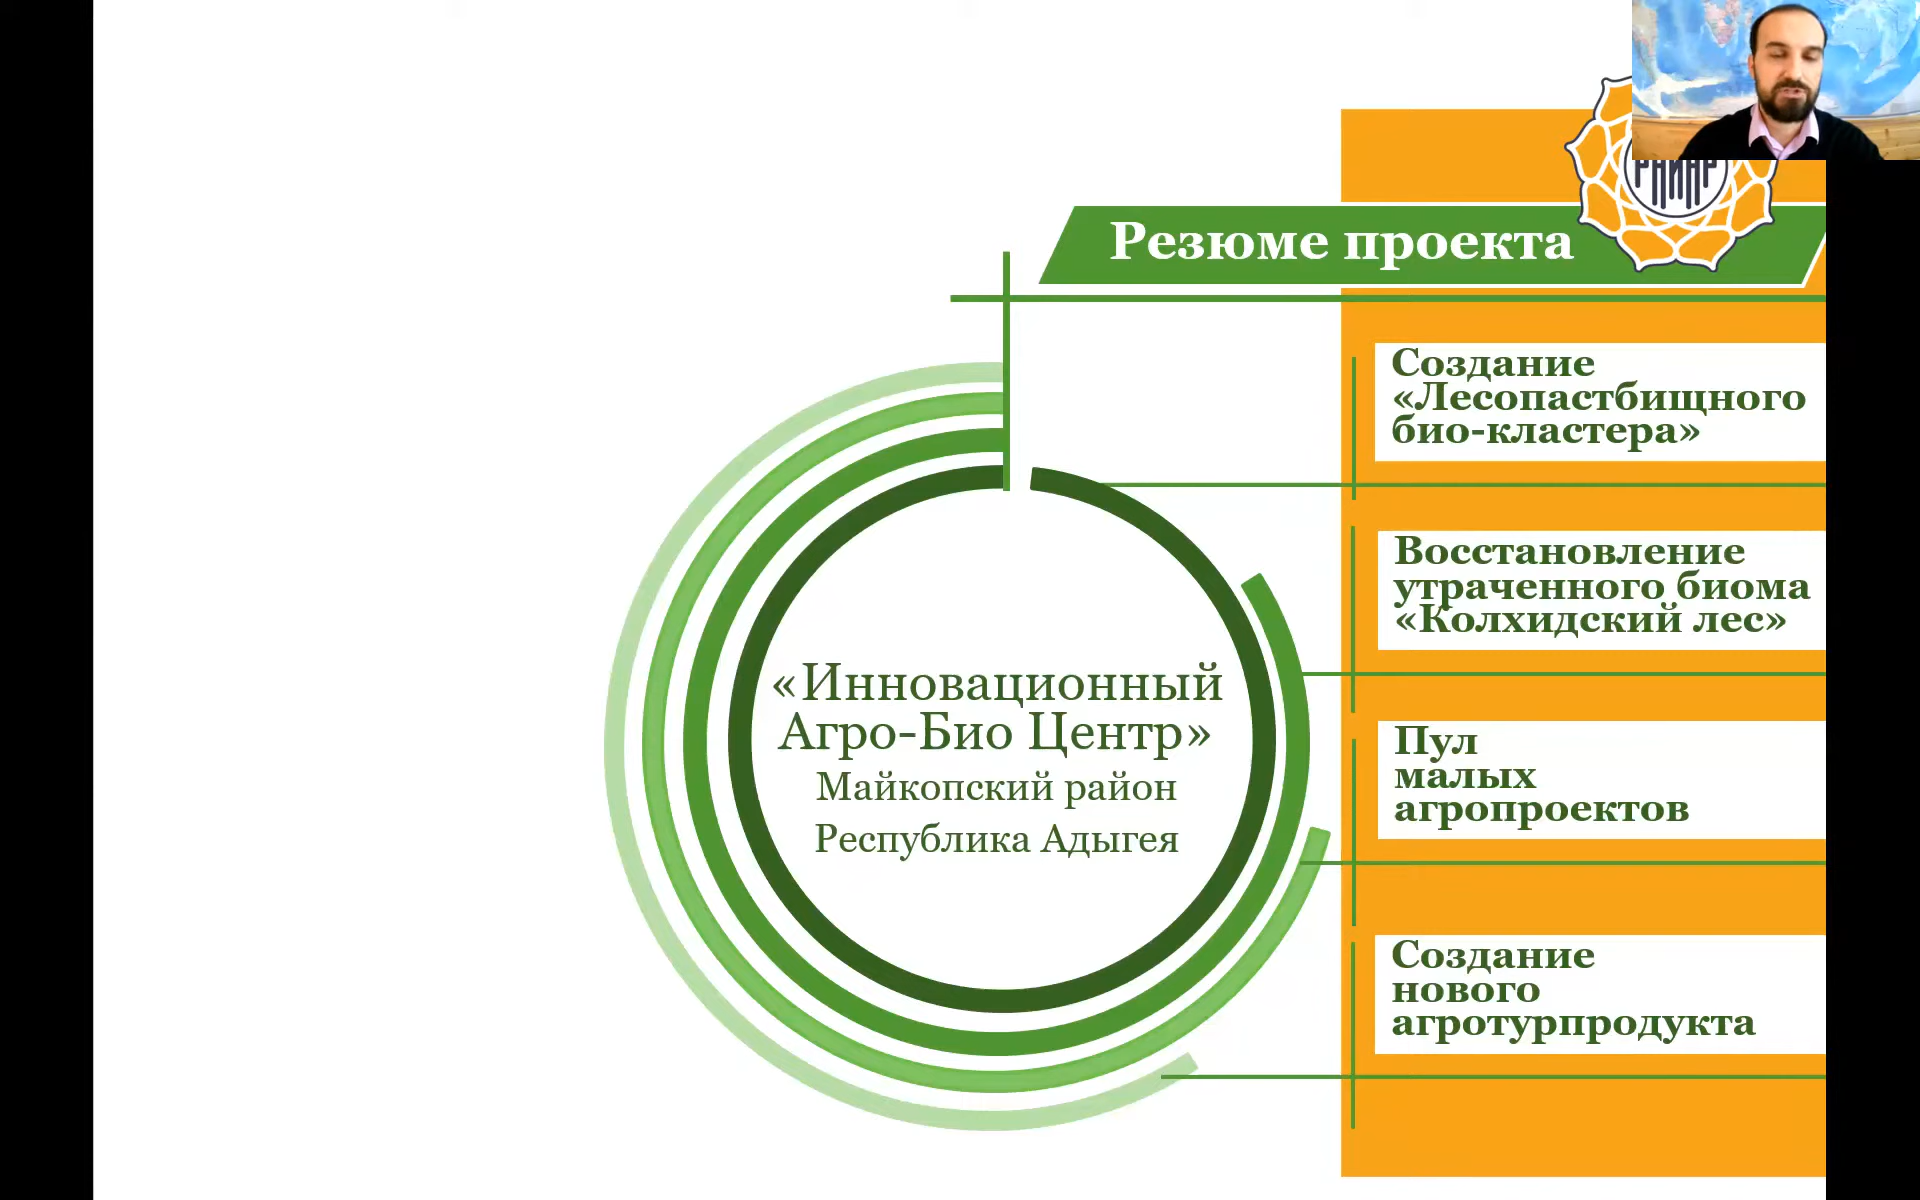 РАИАР
Резюме проекта
Создание
«Лесопастбищного
био-кластера»
Восстановление
утраченного биома
«Колхидский лес»
Пул
малых
агропроектов
Создание
нового
агротурпродукта
«Инновационный
Агро-Био Центр»
Майкопский район
Республика Адыгея